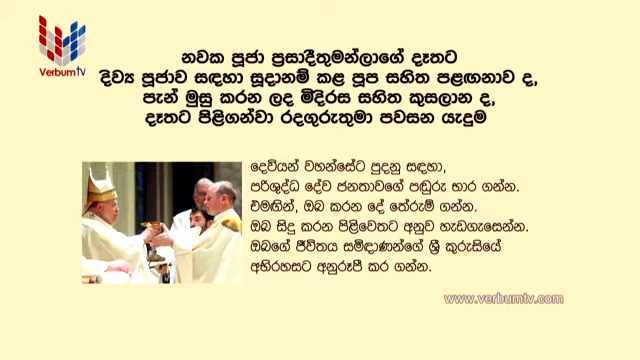 VerbumTV
නවක පූජා ප්‍රසාදීතුමන්ලාගේ දෑතට
දිව්‍ය පූජාව සඳහා සූදානම් කළ පූප සහිත පළඟනාව ද,
පැන් මුසු කරන ලද මිදිරස සහිත කුසලාන ද,
දෑතට පිළිගන්වා රදගුරුතුමා පවසන යැදුම
දෙවියන් වහන්සේට පුදනු සඳහා,
පරිශුද්ධ දේව ජනතාවගේ පඬුරු භාර ගන්න.
එමඟින්, ඔබ කරන දේ තේරුම් ගන්න.
ඔබ සිදු කරන පිළිවෙතට අනුව හැඩගැසෙන්න.
ඔබගේ ජීවිතය සමිඳාණන්ගේ ශ්‍රී කුරුසියේ
අභිරහසට අනුරූපී කර ගන්න.
www.verbumtv.com